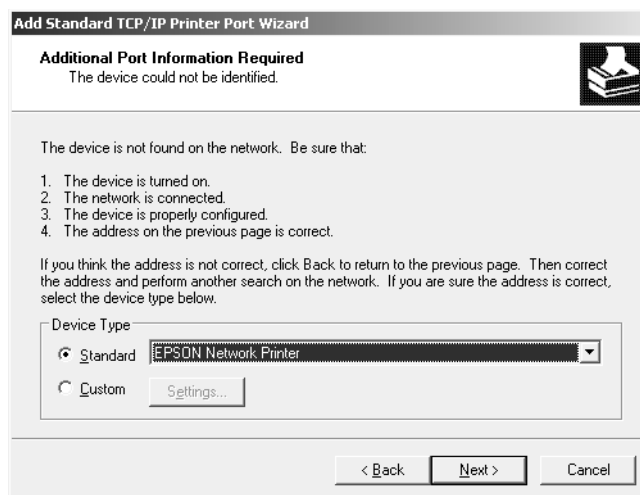 Add Standard TCP/IP Printer Port Wizard
Additional Port Information Required
The device could not be identified.
The device is not found on the network. Be sure that:
1. The device is turned on.
2. The network is connected.
3. The device is properly configured.
4. The address on the previous page is correct.
If you think the address is not correct, click Back to return to the previous page. Then correct
the address and perform another search on the network. If you are sure the address is correct,
select the device type below.
Device Type
Standard EPSON Network Printer
Custom Settings...
< Back Next > Cancel